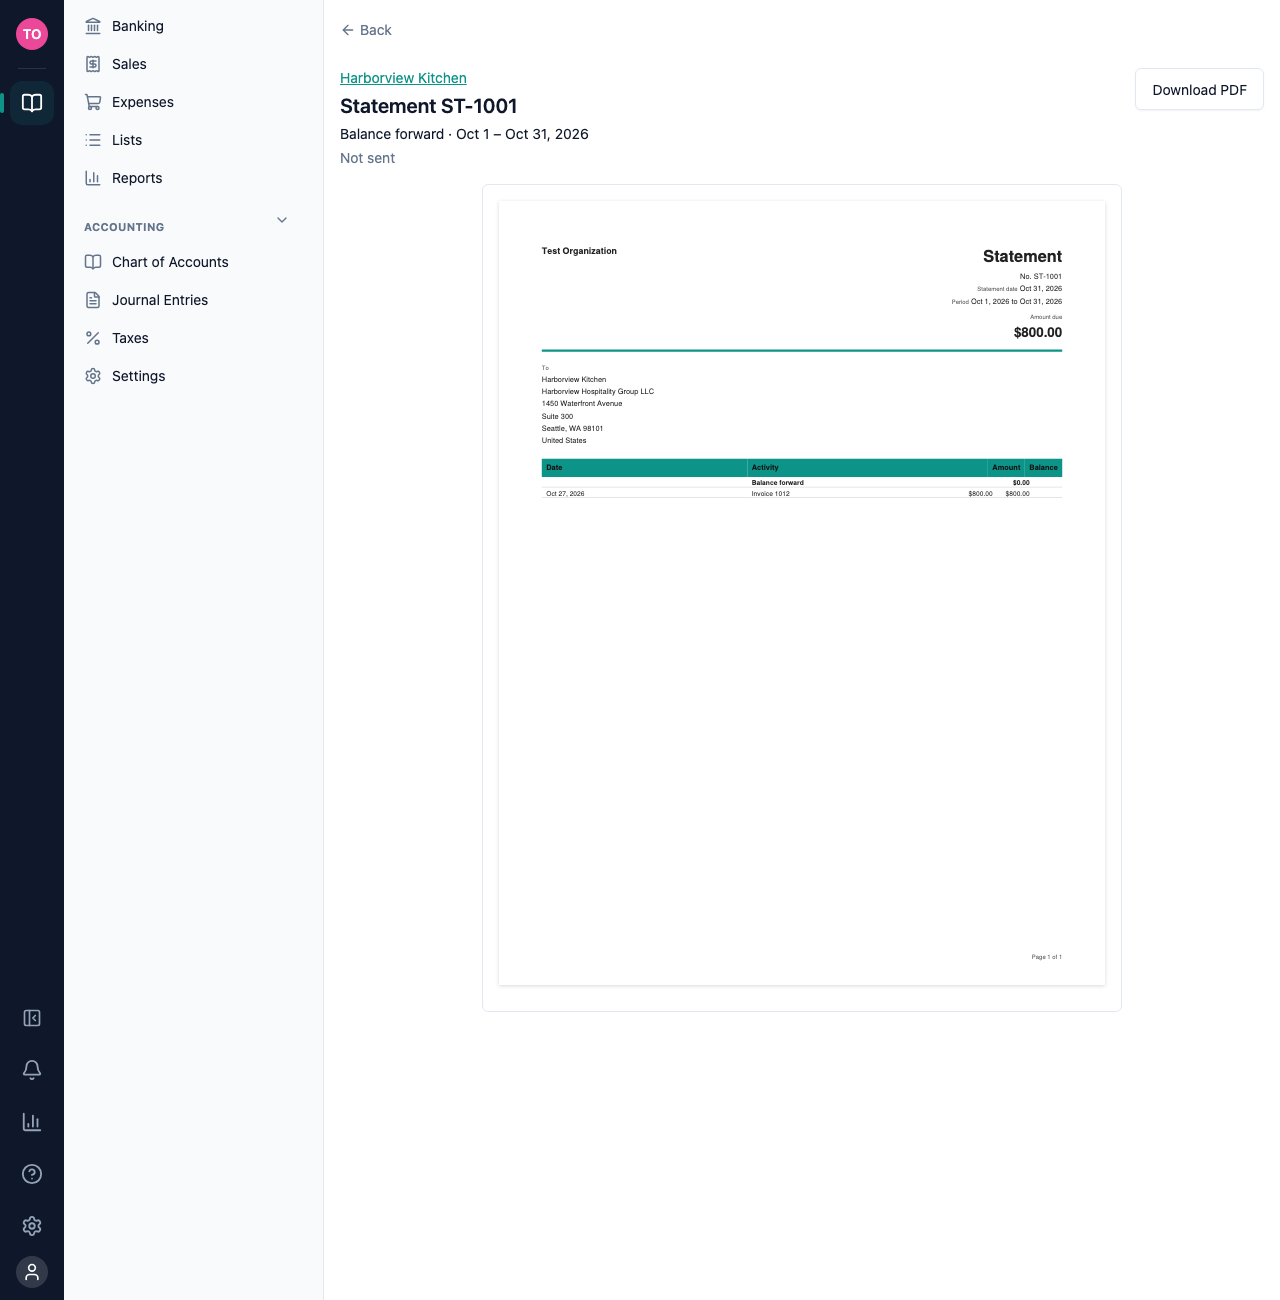 TO
Banking
Sales
Expenses
Lists
Reports
ACCOUNTING
Chart of Accounts
Journal Entries
Taxes
Settings
Back
Harborview Kitchen
Statement ST-1001
Balance forward · Oct 1 – Oct 31, 2026
Not sent
Download PDF
Test Organization
Statement
No. ST-1001
Statement date Oct 31, 2026
Period Oct 1, 2026 to Oct 31, 2026
Amount due
$800.00
To
Harborview Kitchen
Harborview Hospitality Group LLC
1450 Waterfront Avenue
Suite 300
Seattle, WA 98101
United States
Date Activity Amount Balance
Balance forward $0.00
Oct 27, 2026 Invoice 1012 $800.00 $800.00
Page 1 of 1